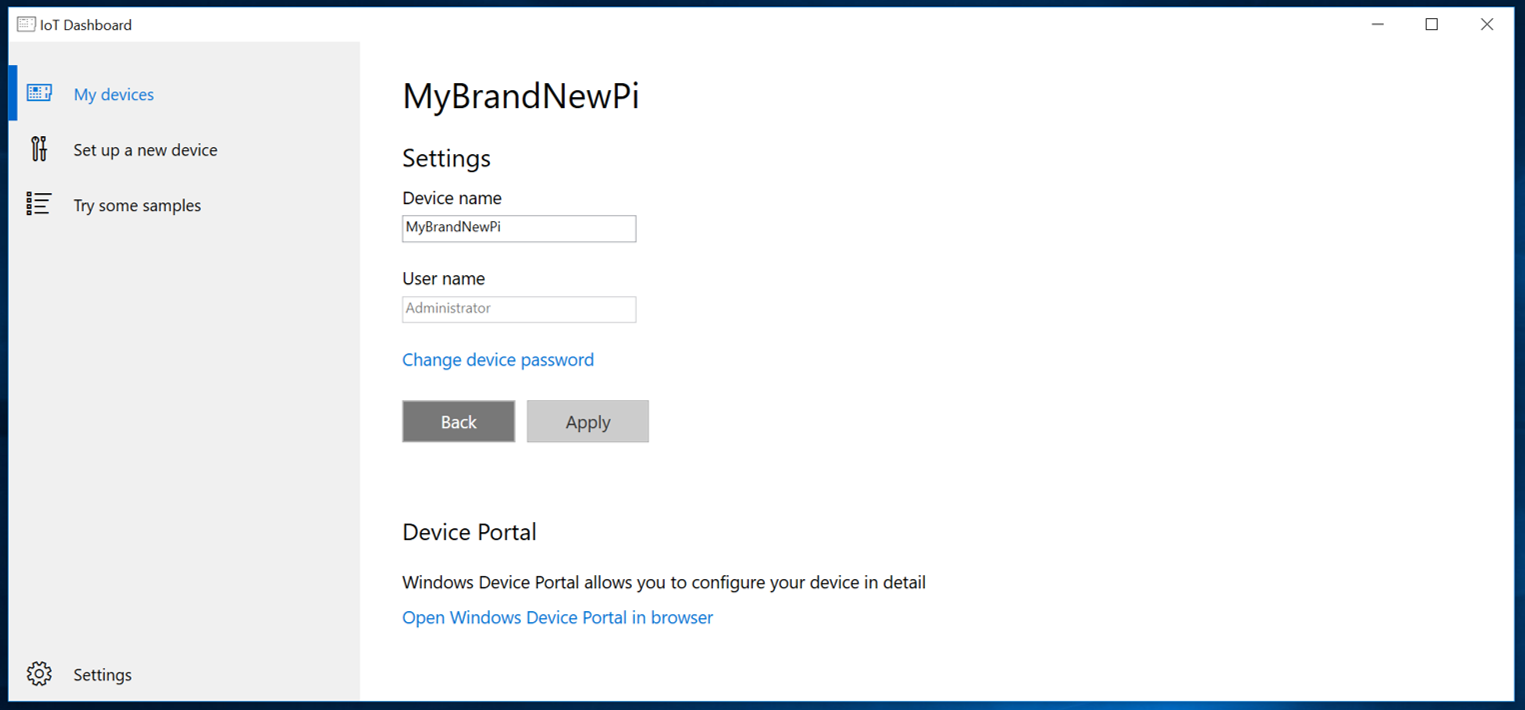 IoT Dashboard
My devices
Set up a new device
Try some samples
Settings
MyBrandNewPi
Settings
Device name
MyBrandNewPi
User name
Administrator
Change device password
Back
Apply
Device Portal
Windows Device Portal allows you to configure your device in detail
Open Windows Device Portal in browser